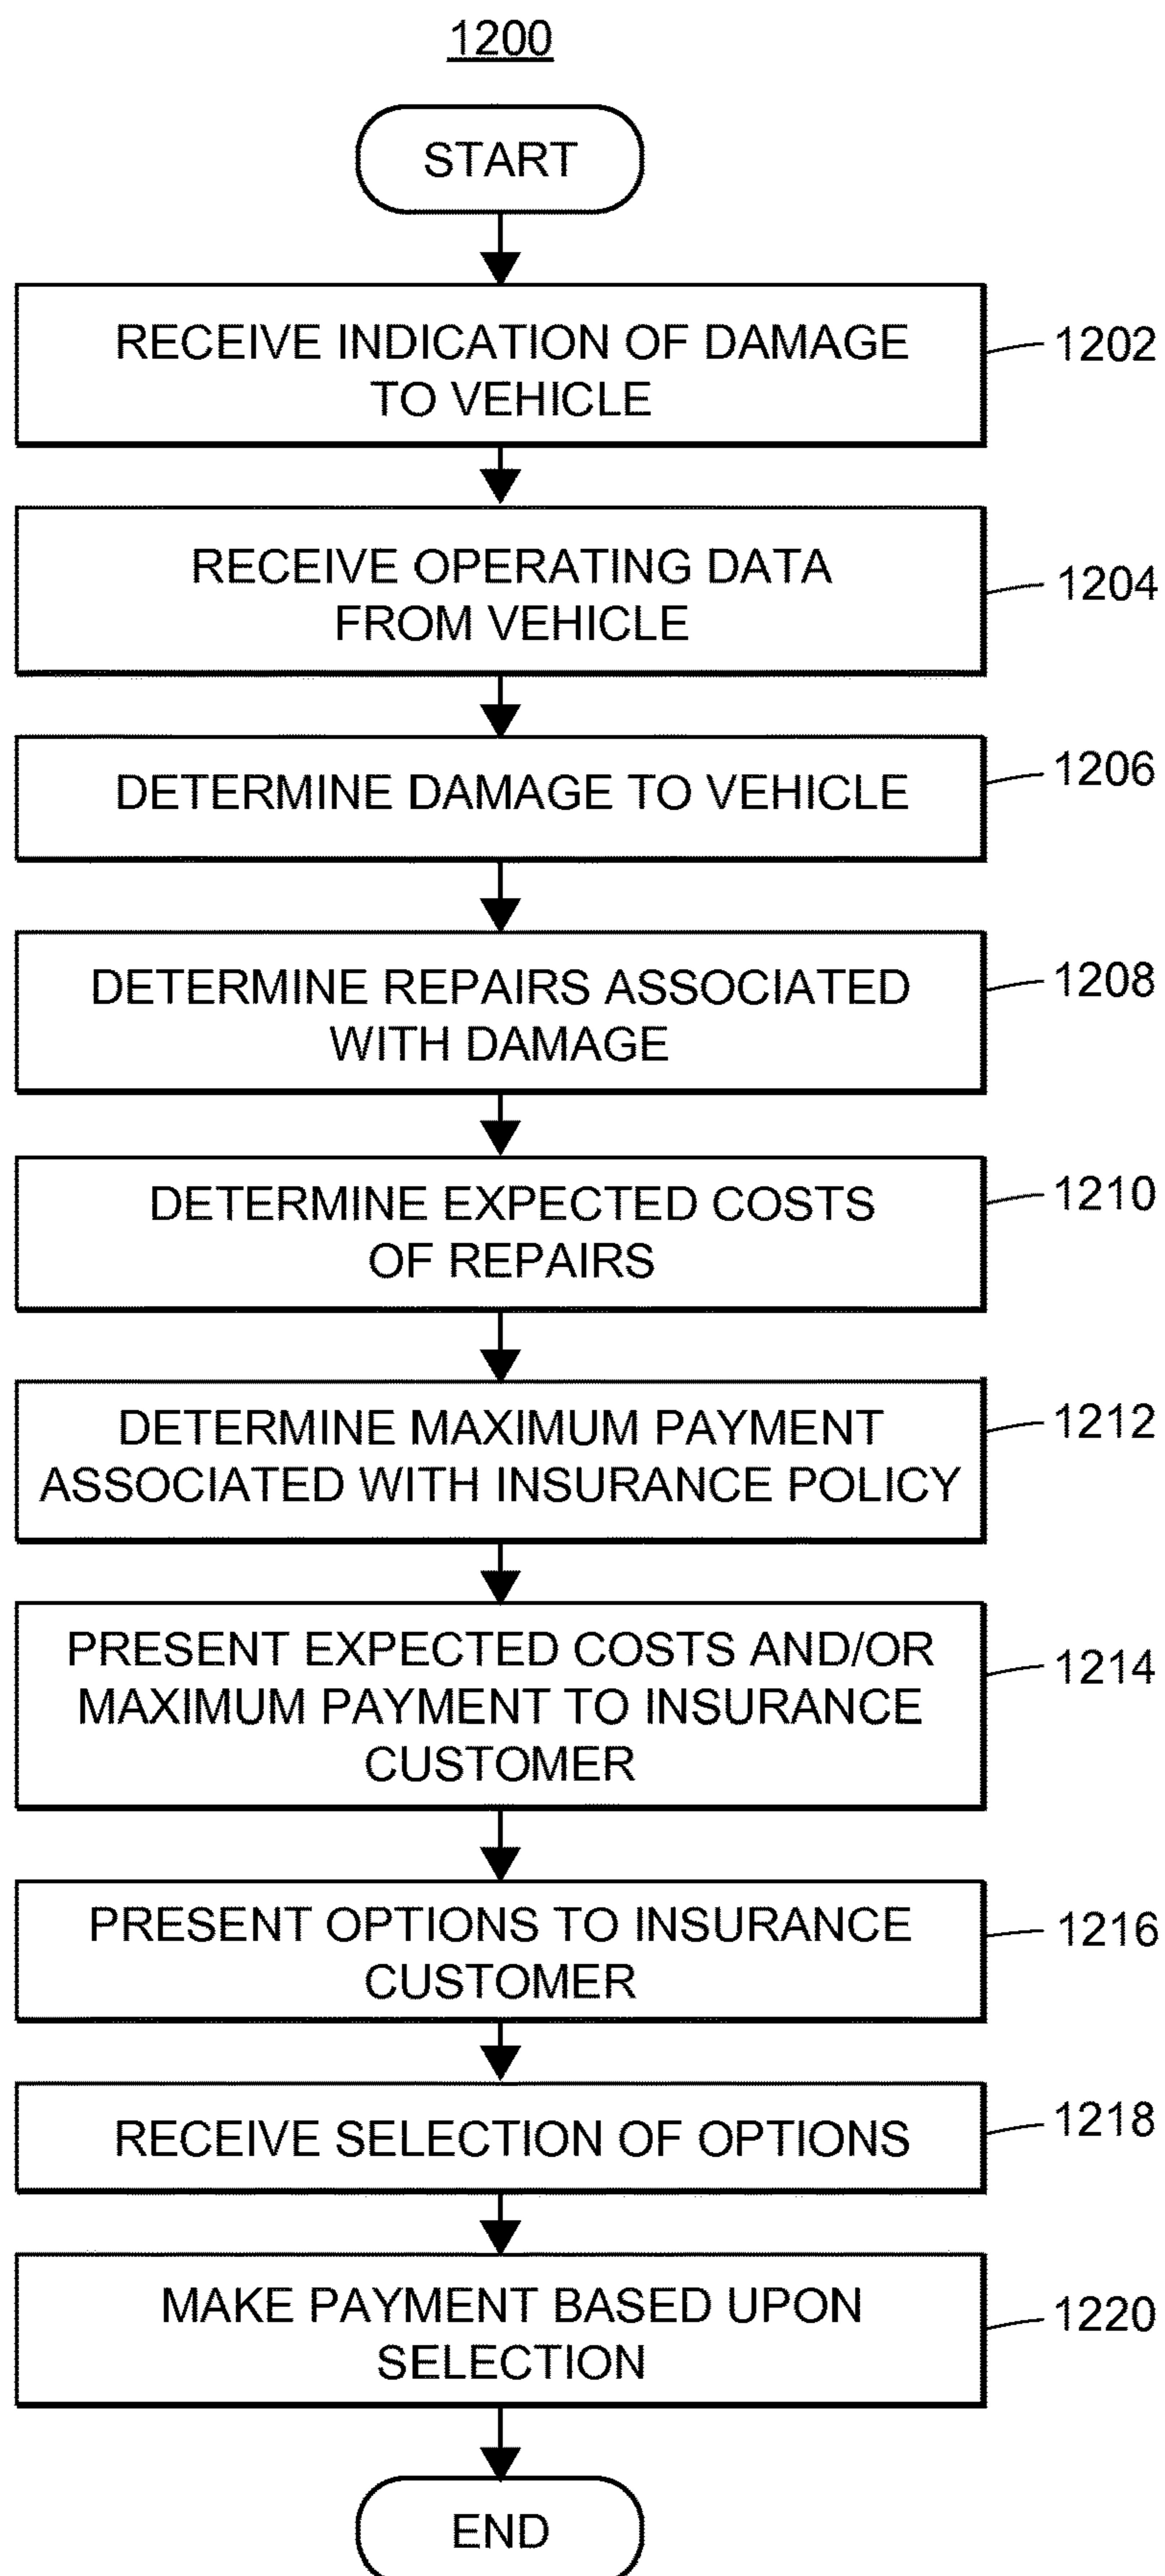 1200
START
RECEIVE INDICATION OF DAMAGE
TO VEHICLE
1202
RECEIVE OPERATING DATA
FROM VEHICLE
1204
DETERMINE DAMAGE TO VEHICLE
1206
DETERMINE REPAIRS ASSOCIATED
WITH DAMAGE
1208
DETERMINE EXPECTED COSTS
OF REPAIRS
1210
DETERMINE MAXIMUM PAYMENT
ASSOCIATED WITH INSURANCE POLICY
1212
PRESENT EXPECTED COSTS AND/OR
MAXIMUM PAYMENT TO INSURANCE
CUSTOMER
1214
PRESENT OPTIONS TO INSURANCE
CUSTOMER
1216
RECEIVE SELECTION OF OPTIONS
1218
MAKE PAYMENT BASED UPON
SELECTION
1220
END